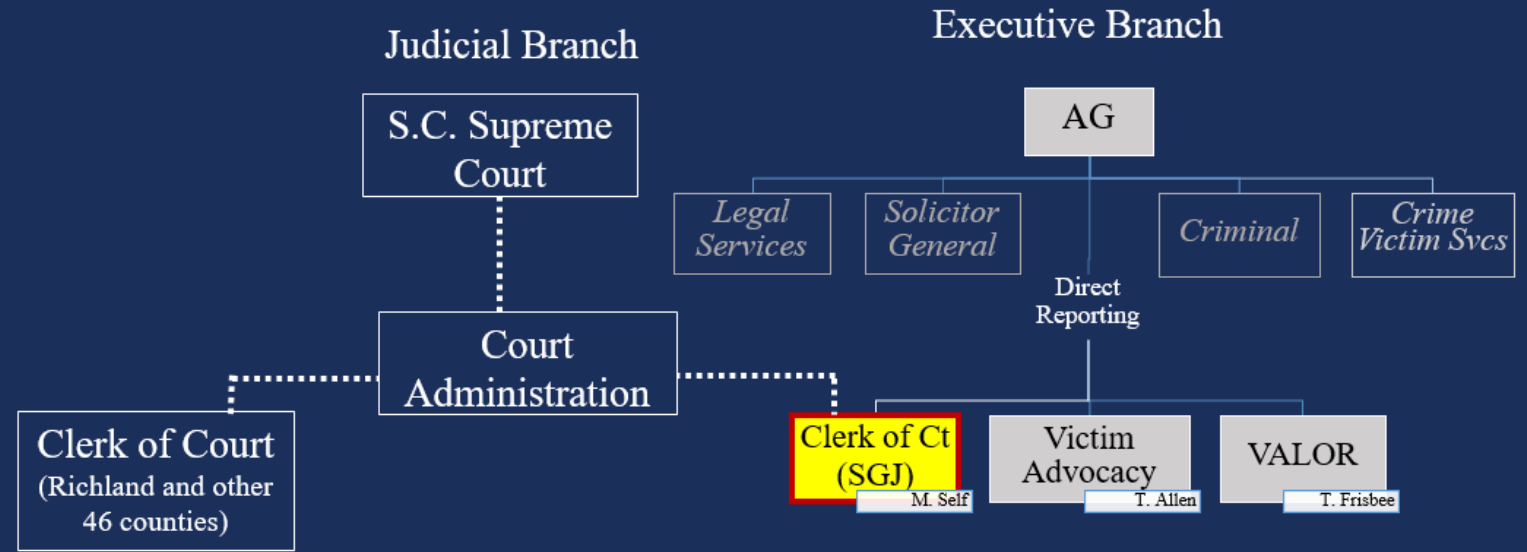 Judicial Branch
S.C. Supreme
Court
Court
Administration
Clerk of Court
(Richland and other
46 counties)
Executive Branch
AG
Legal
Services
Solicitor
General
Criminal
Crime
Victim Svcs
Direct
Reporting
Clerk of Ct
(SGJ)
M. Self
Victim
Advocacy
T. Allen
VALOR
T. Frisbee